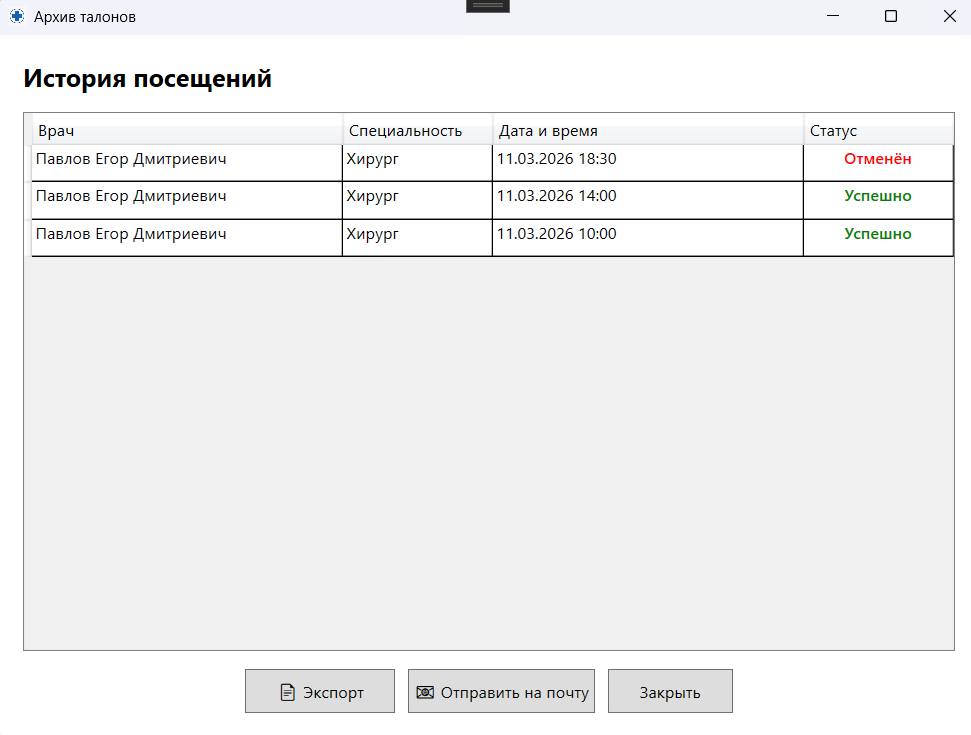 Архив талонов
История посещений
Врач Специальность Дата и время Статус
Павлов Егор Дмитриевич Хирург 11.03.2026 18:30 Отменён
Павлов Егор Дмитриевич Хирург 11.03.2026 14:00 Успешно
Павлов Егор Дмитриевич Хирург 11.03.2026 10:00 Успешно
Экспорт Отправить на почту Закрыть